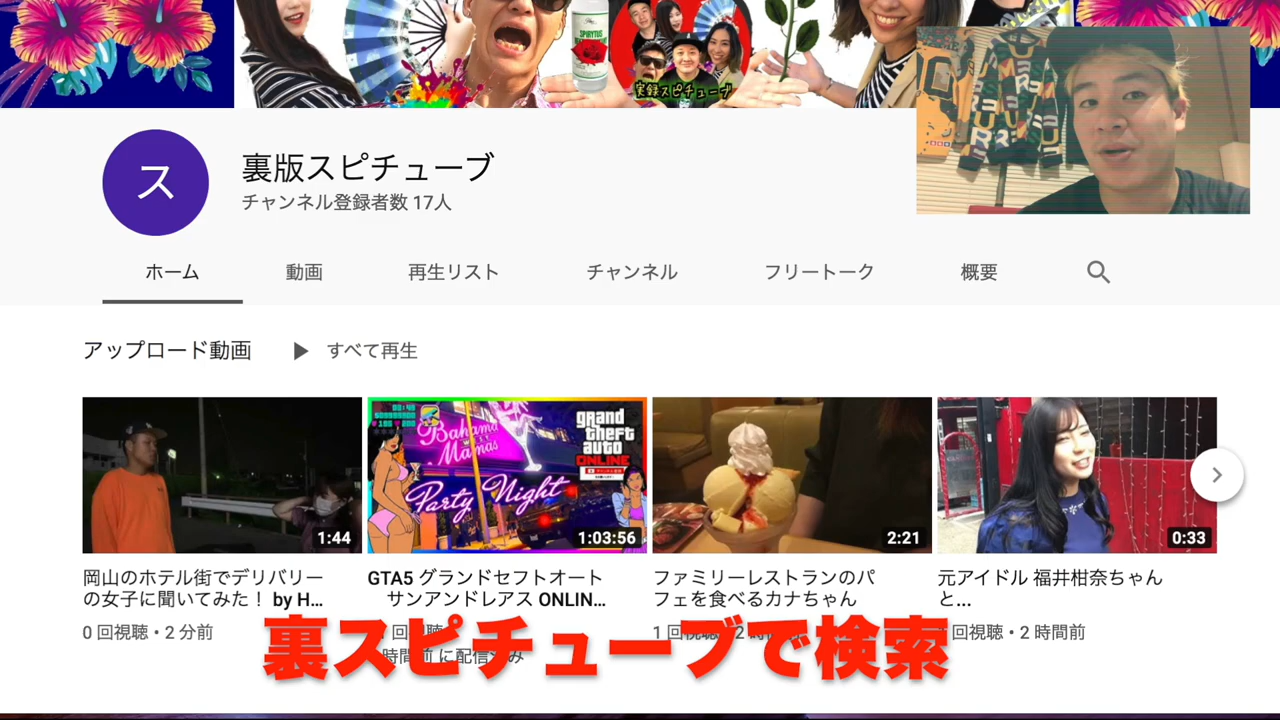 SPIRYTUS
実録スピチューブ
ス
裏版スピチューブ
チャンネル登録者数 17人
ホーム
動画
再生リスト
チャンネル
フリートーク
概要
アップロード動画
すべて再生
Bahama
Mamas
Party Night
grand
theft
auto
ONLINE
1:44
1:03:56
2:21
0:33
岡山のホテル街でデリバリー
の女子に聞いてみた！ by H...
GTA5 グランドセフトオート
サンアンドレアス ONLIN...
ファミリーレストランのパ
フェを食べるカナちゃん
元アイドル 福井柑奈ちゃん
と...
0 回視聴・2 分前
回視聴・2 時間前
裏スピチューブで検索